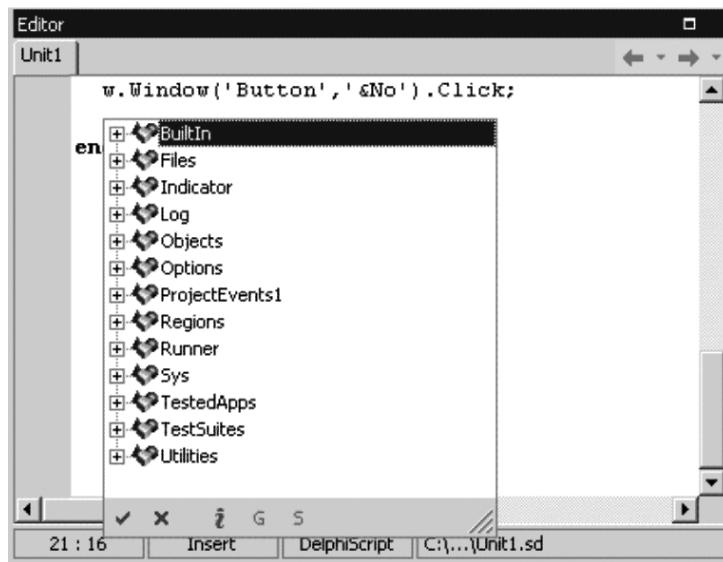 Editor
Unit1
w.Window('Button','&No').Click;
en
BuiltIn
Files
Indicator
Log
Objects
Options
ProjectEvents1
Regions
Runner
Sys
TestedApps
TestSuites
Utilities
G S
21 : 16 Insert DelphiScript C:\...\Unit1.sd